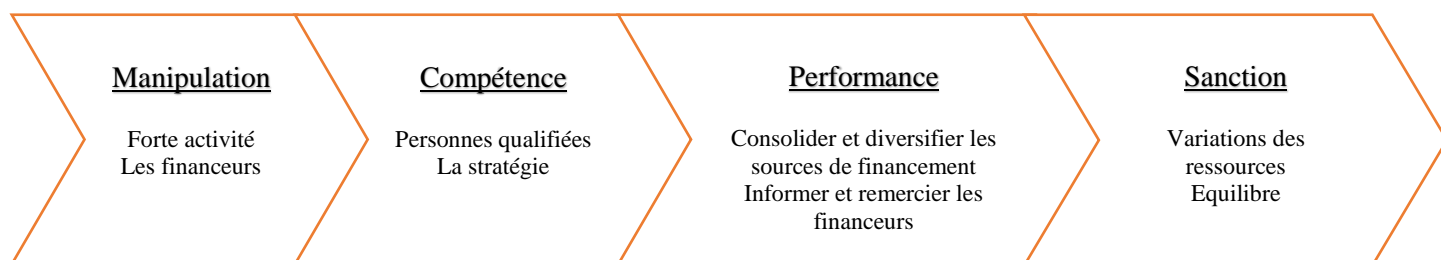 Manipulation
Forte activité
Les financeurs
Compétence
Personnes qualifiées
La stratégie
Performance
Consolider et diversifier les
sources de financement
Informer et remercier les
financeurs
Sanction
Variations des
ressources
Equilibre